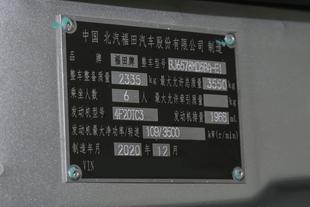 中国 北汽福田汽车股份有限公司 制造
品 牌 福田牌 整车型号
整车整备质量 2335 kg 最大允许总质量 3550 kg
乘坐人数 6 人 最大允许牵引质量 kg
发动机型号 4F20TC3 发动机排量 1968 mL
发动机最大净功率/转速 109/3500 kW(r/min)
制造年月 2020 年 12 月
VIN